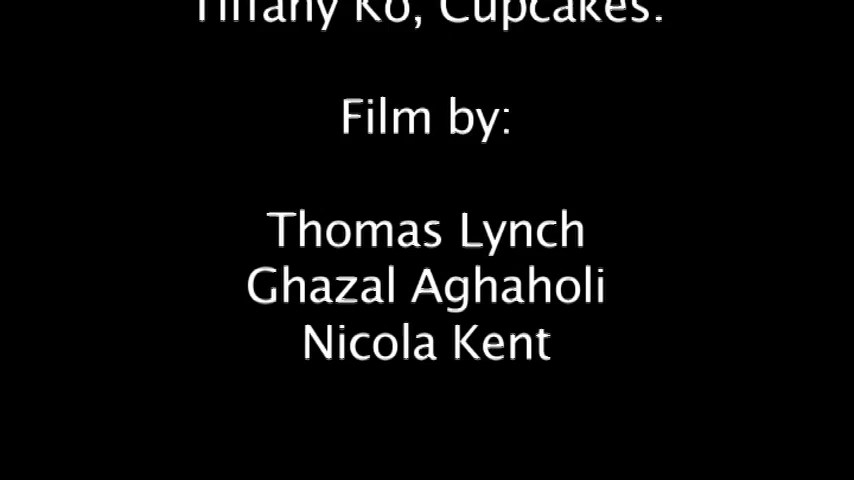 Tiffany Ko, Cupcakes.
Film by:
Thomas Lynch
Ghazal Aghaholi
Nicola Kent